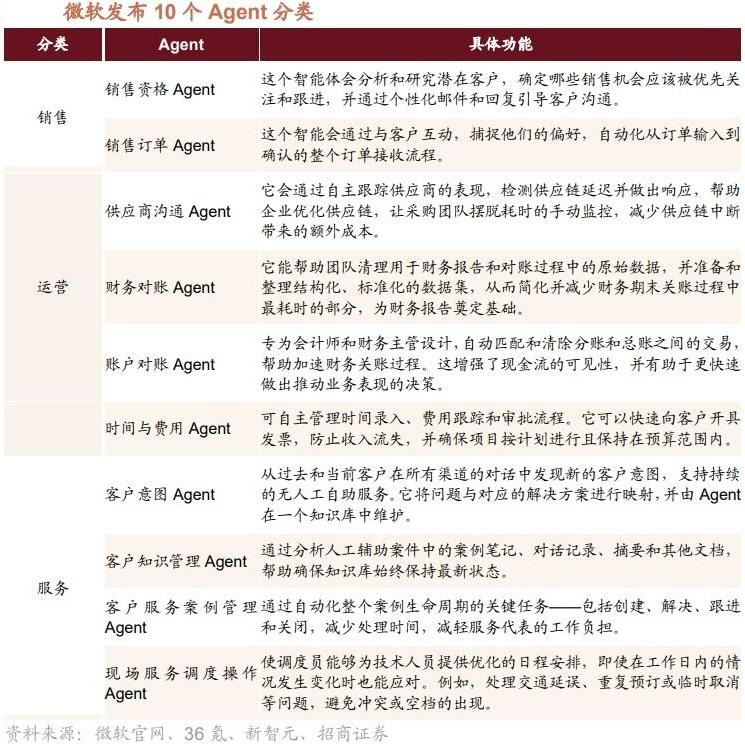 微软发布 10 个 Agent 分类
分类 Agent 具体功能
销售
销售资格 Agent
这个智能体会分析和研究潜在客户，确定哪些销售机会应该被优先关
注和跟进，并通过个性化邮件和回复引导客户沟通。
销售订单 Agent
这个智能会通过与客户互动，捕捉他们的偏好，自动化从订单输入到
确认的整个订单接收流程。
运营
供应商沟通 Agent
它会通过自主跟踪供应商的表现，检测供应链延迟并做出响应，帮助
企业优化供应链，让采购团队摆脱耗时的手动监控，减少供应链中断
带来的额外成本。
财务对账 Agent
它能帮助团队清理用于财务报告和对账过程中的原始数据，并准备和
整理结构化、标准化的数据集，从而简化并减少财务期末关账过程中
最耗时的部分，为财务报告奠定基础。
账户对账 Agent
专为会计师和财务主管设计，自动匹配和清除分账和总账之间的交易，
帮助加速财务关账过程。这增强了现金流的可见性，并有助于更快速
做出推动业务表现的决策。
时间与费用 Agent
可自主管理时间录入、费用跟踪和审批流程。它可以快速向客户开具
发票，防止收入流失，并确保项目按计划进行且保持在预算范围内。
服务
客户意图 Agent
从过去和当前客户在所有渠道的对话中发现新的客户意图，支持持续
的无人工自助服务。它将问题与对应的解决方案进行映射，并由 Agent
在一个知识库中维护。
客户知识管理 Agent
通过分析人工辅助案件中的案例笔记、对话记录、摘要和其他文档，
帮助确保知识库始终保持最新状态。
客户服务案例管理
Agent
通过自动化整个案例生命周期的关键任务——包括创建、解决、跟进
和关闭，减少处理时间，减轻服务代表的工作负担。
现场服务调度操作
Agent
使调度员能够为技术人员提供优化的日程安排，即使在工作日内的情
况发生变化时也能应对。例如，处理交通延误、重复预订或临时取消
等问题，避免冲突或空档的出现。
资料来源：微软官网、36 氪、新智元、招商证券